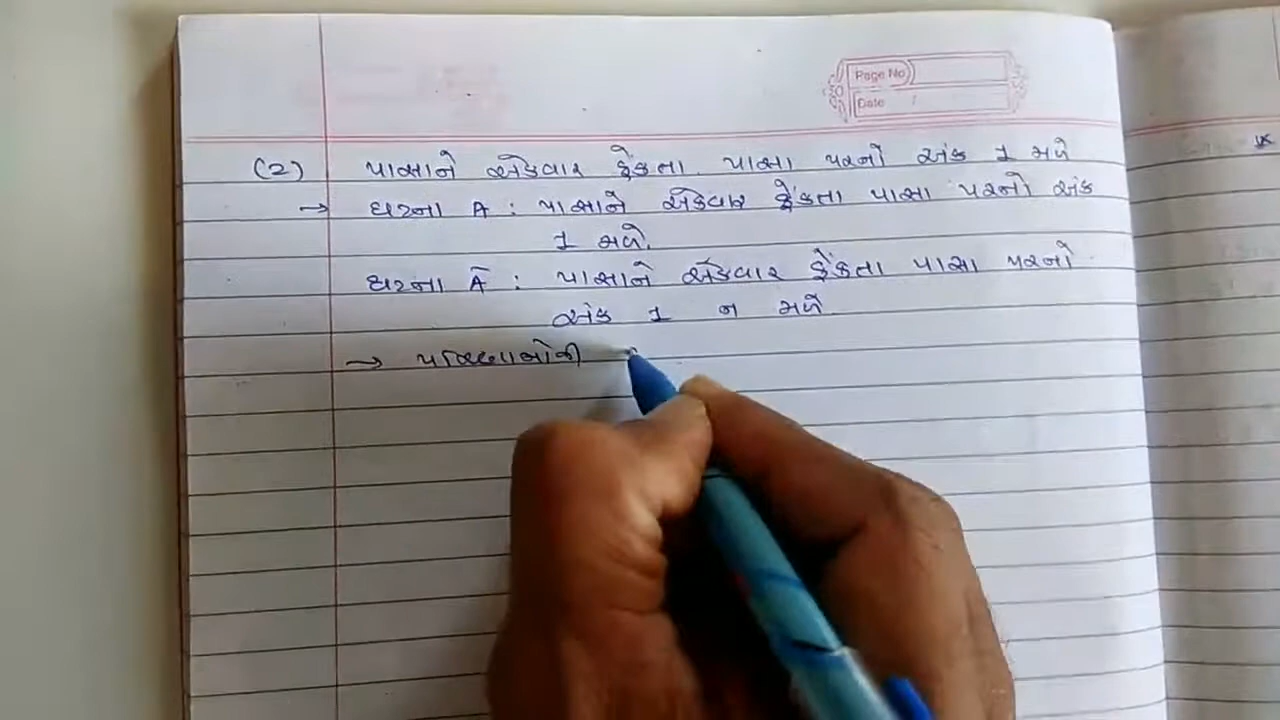 Page No
Date
(2) પાસાને એકવાર ફેંકતા પાસા પરનો અંક 1 મળે
→ ઘટના A : પાસાને એકવાર ફેંકતા પાસા પરનો અંક
1 મળે.
ઘટના Ā : પાસાને એકવાર ફેંકતા પાસા પરનો
અંક 1 ન મળે
→ પરિણામોની